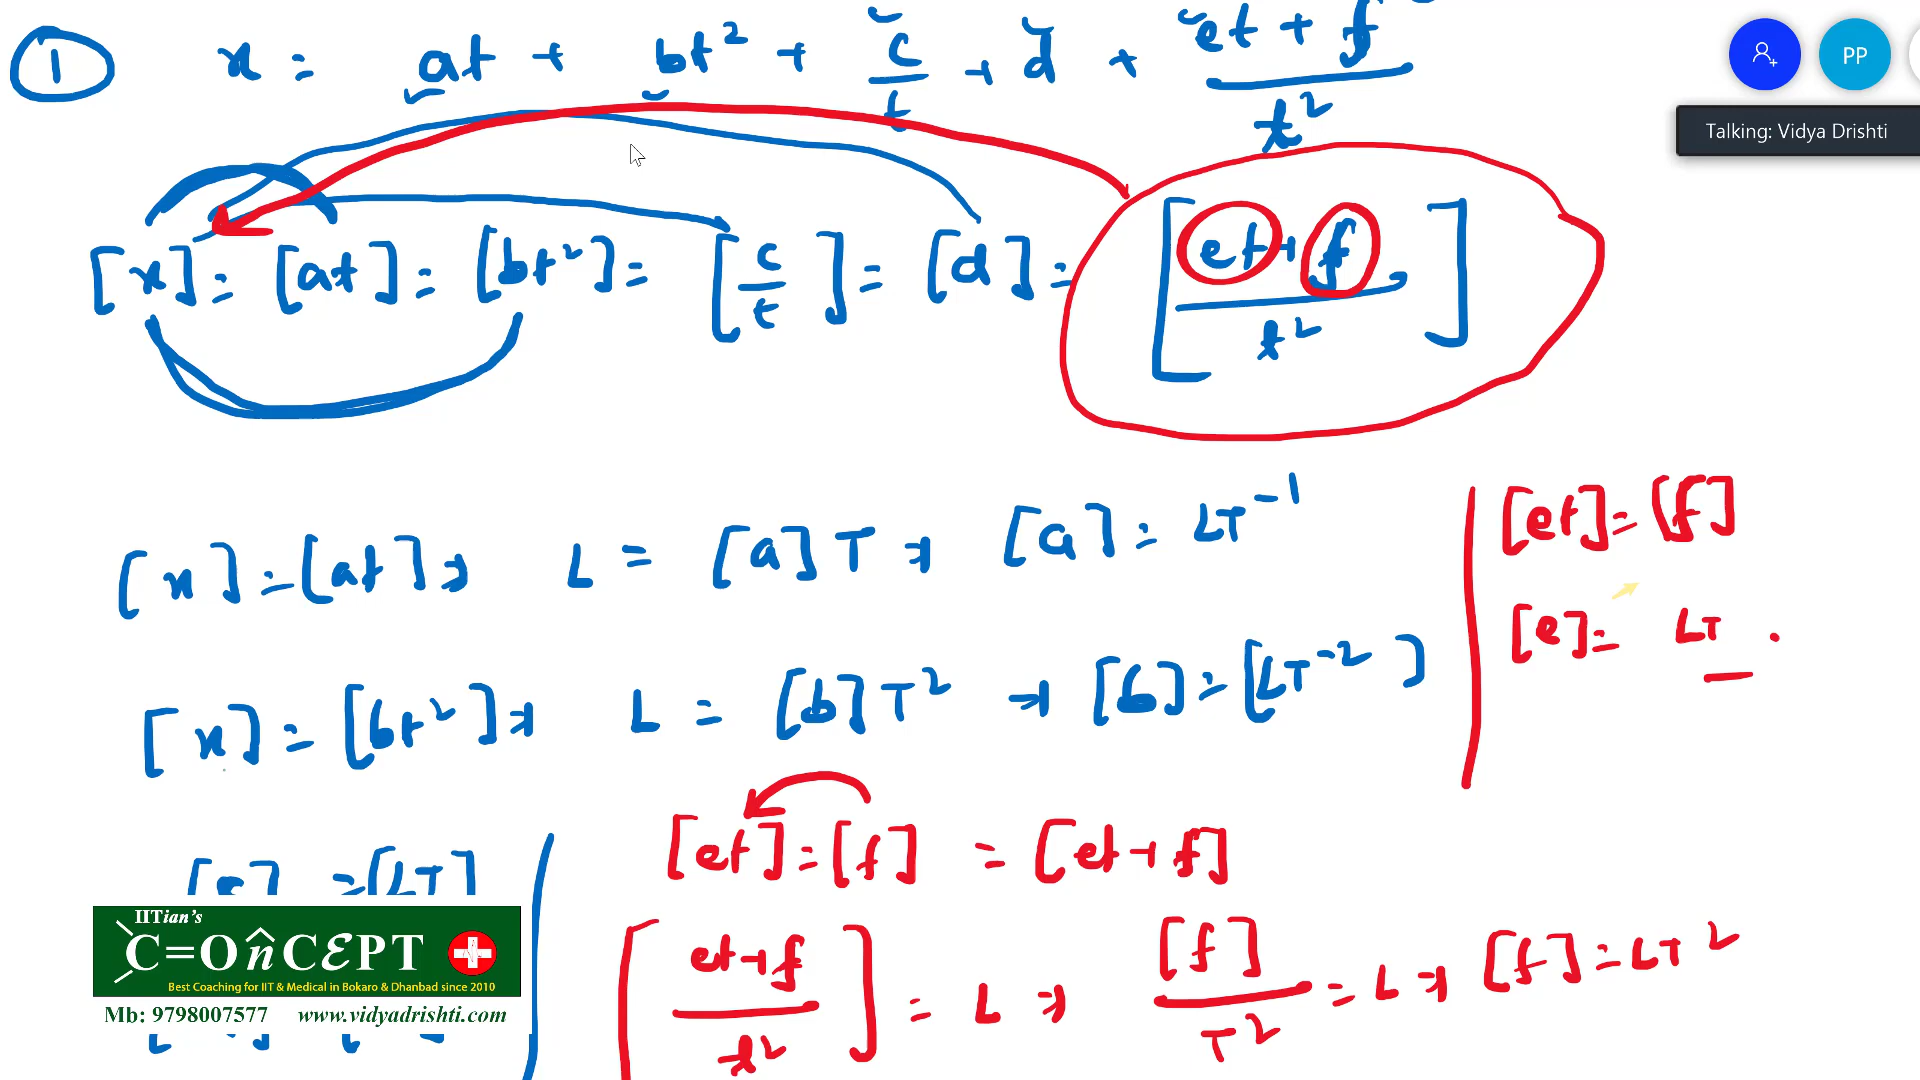 1 x = at + bt² + c/t + d + et + f/t²
PP
Talking: Vidya Drishti
[x] = [at] = [bt²] = [c/t] = [d] = [et + f/t²]
[x] = [at] ⇒ L = [a]T ⇒ [a] = LT⁻¹
[et] = [f]
[e] = LT .
[x] = [bt²] ⇒ L = [b]T² → [b] = [LT⁻²]
[et] = [f] = [et + f]
[c] = [LT]
[et + f/t²] = L ⇒ [f]/T² = L ⇒ [f] = LT²
IITian's
C=OnCEPT
Best Coaching for IIT & Medical in Bokaro & Dhanbad since 2010
Mb: 9798007577 www.vidyadrishti.com